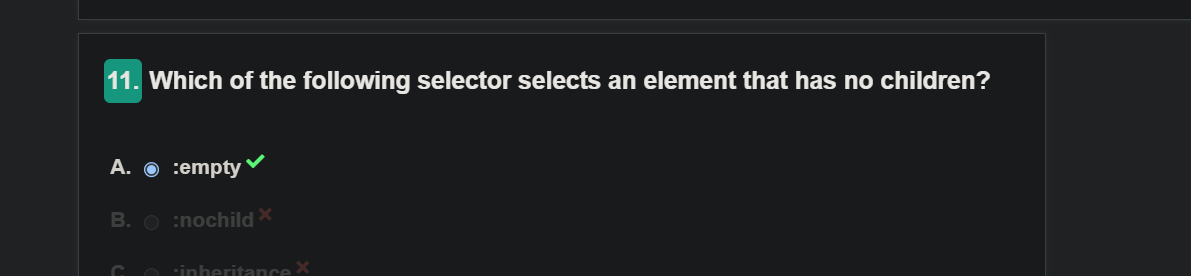 11. Which of the following selector selects an element that has no children?
A. :empty
B. :nochild
C. :inheritance